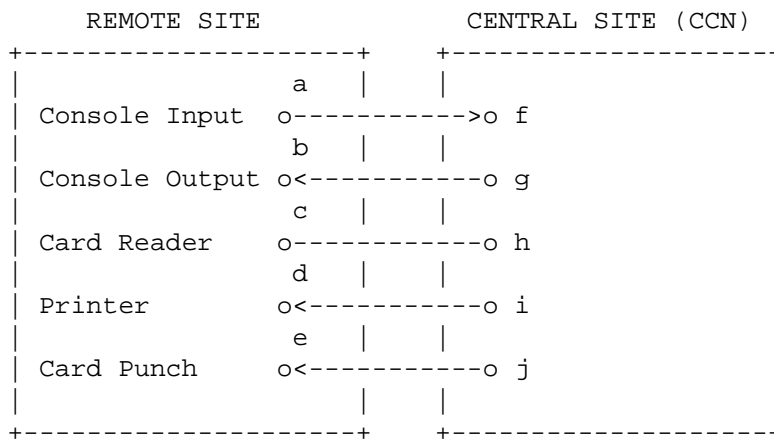 REMOTE SITE CENTRAL SITE (CCN)
a
Console Input o----------->o f
b
Console Output o<-----------o g
c
Card Reader o------------o h
d
Printer o<-----------o i
e
Card Punch o<-----------o j